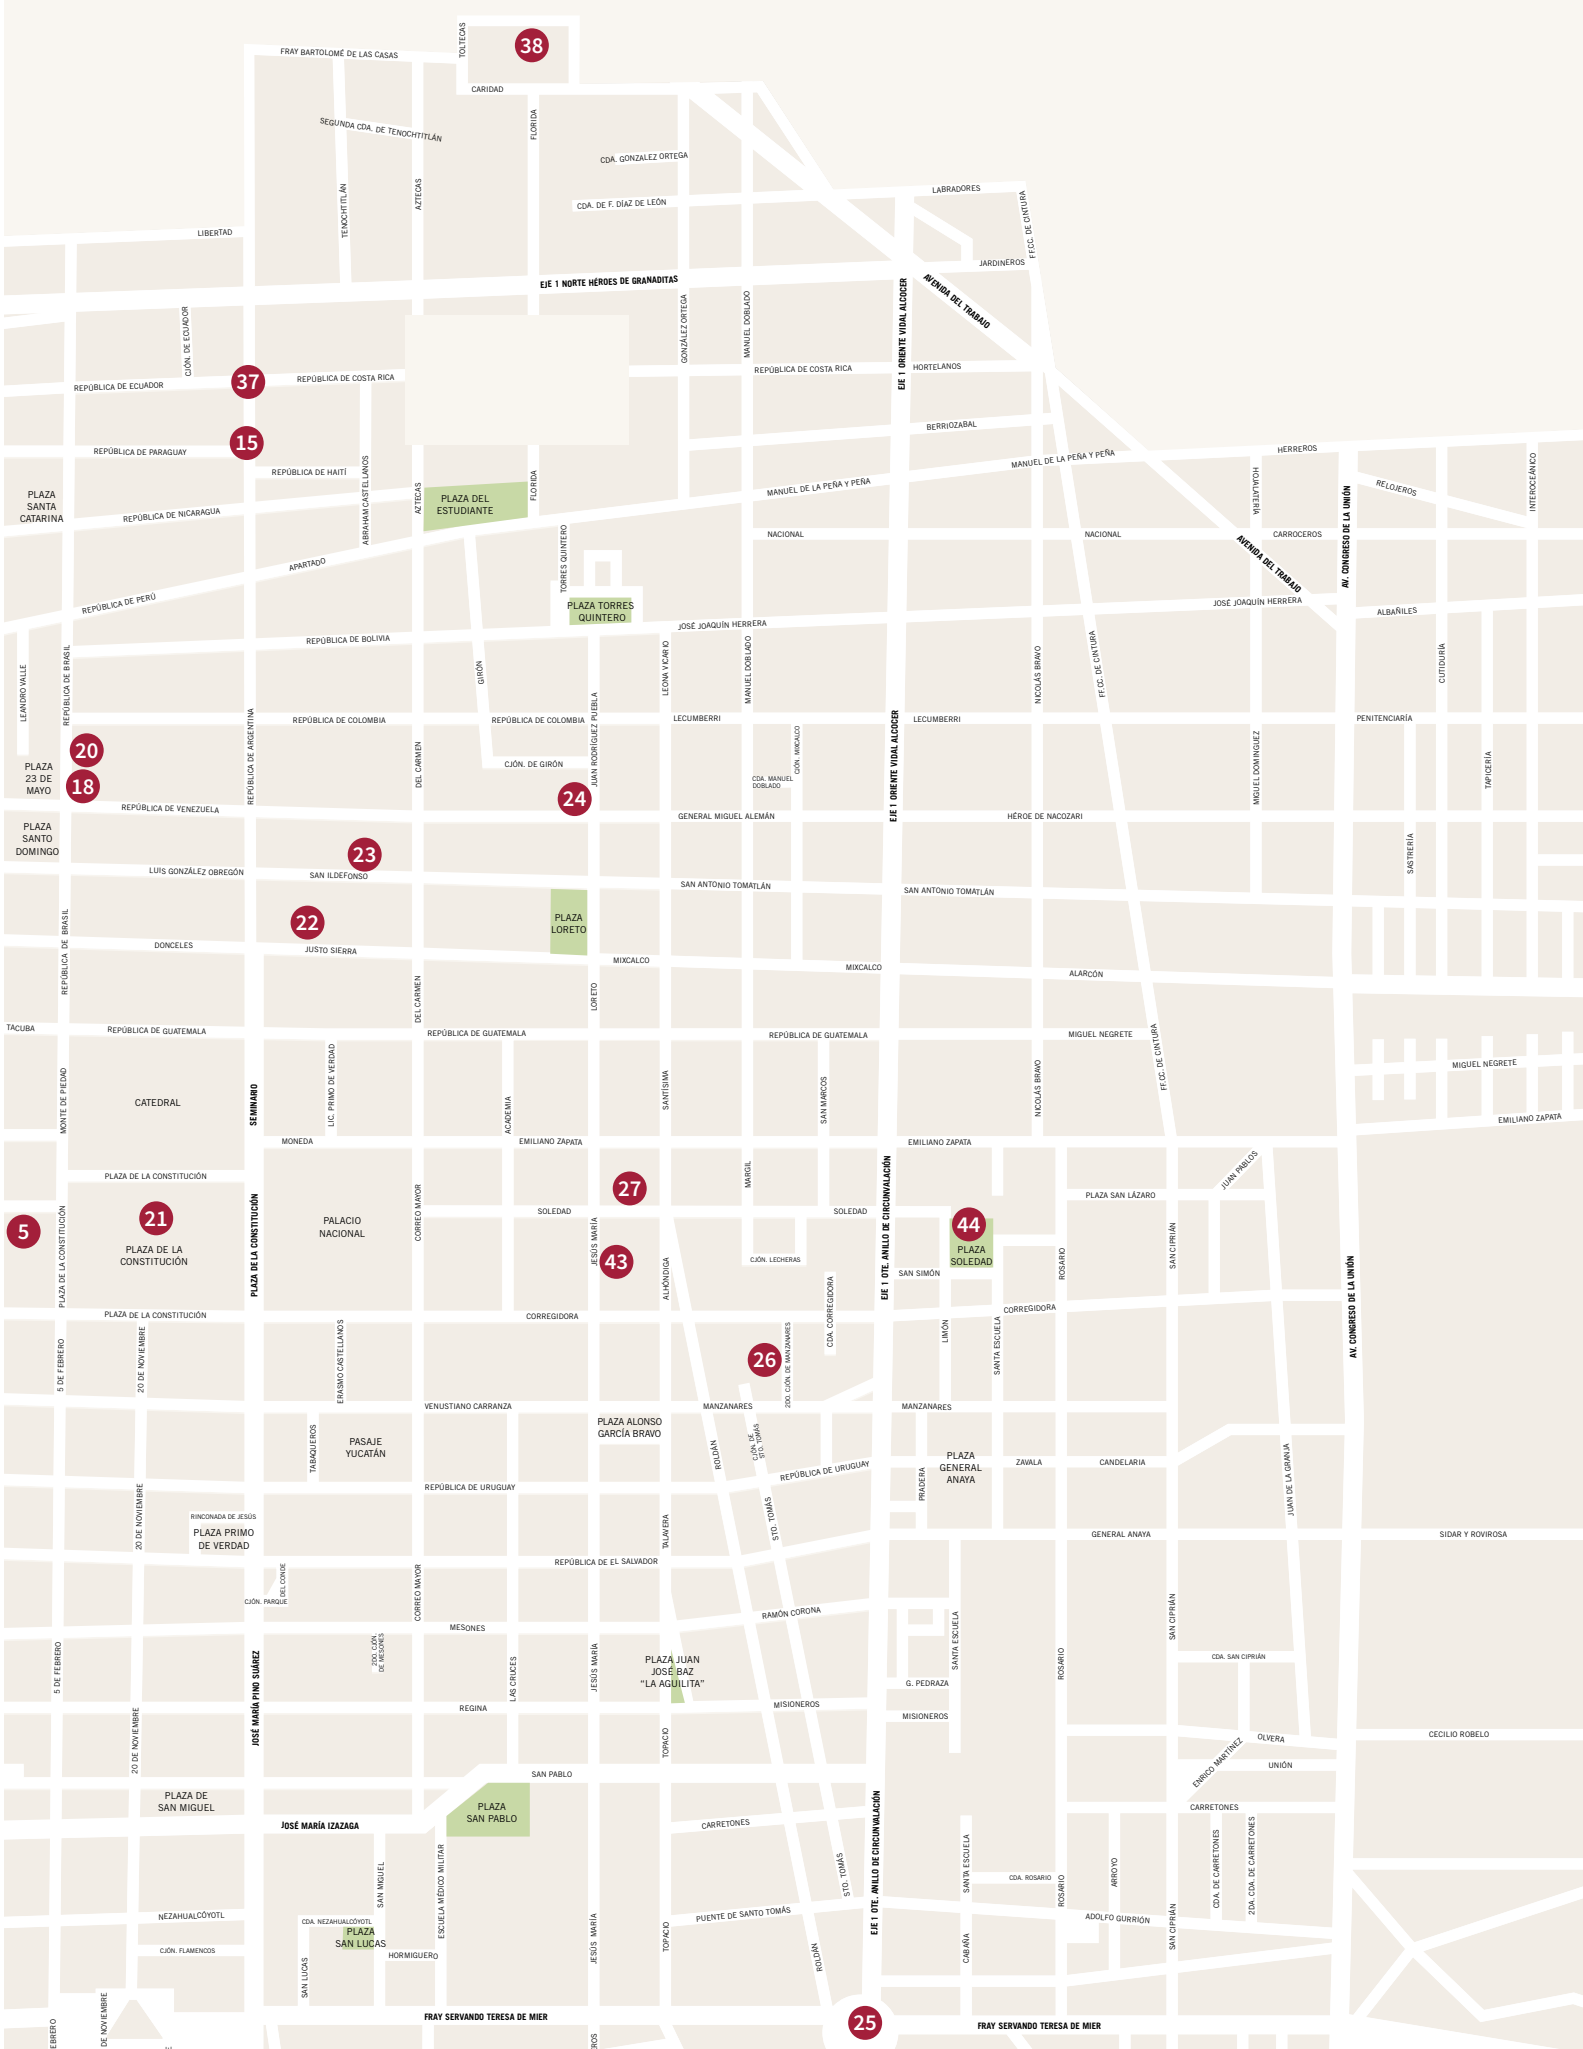 TOLTECAS
38
FRAY BARTOLOMÉ DE LAS CASAS
CARIDAD
SEGUNDA CDA. DE TENOCHTITLÁN
FLORIDA
CDA. GONZALEZ ORTEGA
TENOCHTITLÁN
AZTECAS
CDA. DE F. DÍAZ DE LEÓN
LABRADORES
FF.CC. DE CINTURA
LIBERTAD
JARDINEROS
EJE 1 NORTE HÉROES DE GRANADITAS
AVENIDA DEL TRABAJO
CJÓN. DE ECUADOR
GONZÁLEZ ORTEGA
MANUEL DOBLADO
EJE 1 ORIENTE VIDAL ALCOCER
REPÚBLICA DE ECUADOR
37
REPÚBLICA DE COSTA RICA
REPÚBLICA DE COSTA RICA
HORTELANOS
15
REPÚBLICA DE PARAGUAY
BERRIOZABAL
HERREROS
REPÚBLICA DE HAITÍ
ABRAHAM CASTELLANOS
MANUEL DE LA PEÑA Y PEÑA
MANUEL DE LA PEÑA Y PEÑA
HOJALATERÍA
RELOJEROS
INTEROCEÁNICO
PLAZA
SANTA
CATARINA
REPÚBLICA DE NICARAGUA
AZTECAS
PLAZA DEL
ESTUDIANTE
FLORIDA
AV. CONGRESO DE LA UNIÓN
NACIONAL
NACIONAL
CARROCEROS
AVENIDA DEL TRABAJO
APARTADO
TORRES QUINTERO
REPÚBLICA DE PERÚ
PLAZA TORRES
QUINTERO
JOSÉ JOAQUÍN HERRERA
JOSÉ JOAQUÍN HERRERA
ALBAÑILES
REPÚBLICA DE BOLIVIA
LEANDRO VALLE
REPÚBLICA DE BRASIL
GIRÓN
LEONA VICARIO
MANUEL DOBLADO
NICOLÁS BRAVO
FF.CC. DE CINTURA
CUTIDURÍA
REPÚBLICA DE COLOMBIA
REPÚBLICA DE COLOMBIA
JUAN RODRÍGUEZ PUEBLA
LECUMBERRI
LECUMBERRI
PENITENCIARÍA
20
REPÚBLICA DE ARGENTINA
DEL CARMEN
CJÓN. DE GIRÓN
CJÓN. MIXCALCO
CDA. MANUEL
DOBLADO
EJE 1 ORIENTE VIDAL ALCOCER
MIGUEL DOMINGUEZ
TAPICERÍA
PLAZA
23 DE
MAYO
18
24
REPÚBLICA DE VENEZUELA
GENERAL MIGUEL ALEMÁN
HÉROE DE NACOZARI
PLAZA
SANTO
DOMINGO
23
SASTRERÍA
LUIS GONZÁLEZ OBREGÓN
SAN ILDEFONSO
SAN ANTONIO TOMATLÁN
SAN ANTONIO TOMATLÁN
22
PLAZA
LORETO
REPÚBLICA DE BRASIL
DONCELES
JUSTO SIERRA
MIXCALCO
MIXCALCO
ALARCÓN
DEL CARMEN
LORETO
TACUBA
REPÚBLICA DE GUATEMALA
REPÚBLICA DE GUATEMALA
REPÚBLICA DE GUATEMALA
MIGUEL NEGRETE
FF.CC. DE CINTURA
MIGUEL NEGRETE
MONTE DE PIEDAD
CATEDRAL
SEMINARIO
LIC. PRIMO DE VERDAD
ACADEMIA
SANTÍSIMA
SAN MARCOS
NICOLÁS BRAVO
EMILIANO ZAPATA
MONEDA
EMILIANO ZAPATA
EMILIANO ZAPATA
PLAZA DE LA CONSTITUCIÓN
27
MARGIL
JUAN PABLOS
PLAZA SAN LÁZARO
5
PLAZA DE LA CONSTITUCIÓN
21
PLAZA DE LA
CONSTITUCIÓN
PLAZA DE LA CONSTITUCIÓN
PALACIO
NACIONAL
CORREO MAYOR
SOLEDAD
JESÚS MARÍA
SOLEDAD
EJE 1 OTE. ANILLO DE CIRCUNVALACIÓN
44
PLAZA
SOLEDAD
ROSARIO
SAN CIPRIÁN
43
ALHÓNDIGA
CJÓN. LECHERAS
SAN SIMÓN
CDA. CORREGIDORA
PLAZA DE LA CONSTITUCIÓN
CORREGIDORA
CORREGIDORA
AV. CONGRESO DE LA UNIÓN
5 DE FEBRERO
20 DE NOVIEMBRE
ERASMO CASTELLANOS
26
2DO. CJÓN. DE MANZANARES
LIMÓN
SANTA ESCUELA
VENUSTIANO CARRANZA
MANZANARES
MANZANARES
TABAQUEROS
PASAJE
YUCATÁN
PLAZA ALONSO
GARCÍA BRAVO
ROLDÁN
CJÓN. DE
STO. TOMÁS
PLAZA
GENERAL
ANAYA
ZAVALA
CANDELARIA
JUAN DE LA GRANJA
REPÚBLICA DE URUGUAY
REPÚBLICA DE URUGUAY
PRADERA
20 DE NOVIEMBRE
RINCONADA DE JESÚS
PLAZA PRIMO
DE VERDAD
TALAVERA
STO. TOMÁS
GENERAL ANAYA
SIDAR Y ROVIROSA
REPÚBLICA DE EL SALVADOR
DEL CONDE
CJÓN. PARQUE
CORREO MAYOR
RAMÓN CORONA
SAN CIPRIÁN
MESONES
5 DE FEBRERO
JOSÉ MARÍA PINO SUÁREZ
2DO. CJÓN.
DE MESONES
LAS CRUCES
JESÚS MARÍA
PLAZA JUAN
JOSÉ BAZ
“LA AGUILITA”
SANTA ESCUELA
ROSARIO
CDA. SAN CIPRIÁN
G. PEDRAZA
REGINA
MISIONEROS
MISIONEROS
20 DE NOVIEMBRE
TOPACIO
ENRICO MARTÍNEZ
OLVERA
CECILIO ROBELO
UNIÓN
SAN PABLO
PLAZA DE
SAN MIGUEL
PLAZA
SAN PABLO
CARRETONES
JOSÉ MARÍA IZAZAGA
CARRETONES
EJE 1 OTE. ANILLO DE CIRCUNVALACIÓN
SAN MIGUEL
ESCUELA MÉDICO MILITAR
STO. TOMÁS
SANTA ESCUELA
CDA. ROSARIO
ROSARIO
ARROYO
CDA. DE CARRETONES
2DA. CDA. DE CARRETONES
NEZAHUALCÓYOTL
CDA. NEZAHUALCÓYOTL
PLAZA
SAN LUCAS
PUENTE DE SANTO TOMÁS
ADOLFO GURRIÓN
SAN CIPRIÁN
CJÓN. FLAMENCOS
HORMIGUERO
SAN LUCAS
JESÚS MARÍA
TOPACIO
ROLDÁN
CABAÑA
FRAY SERVANDO TERESA DE MIER
25
FRAY SERVANDO TERESA DE MIER
EBRERO
DE NOVIEMBRE
ROS